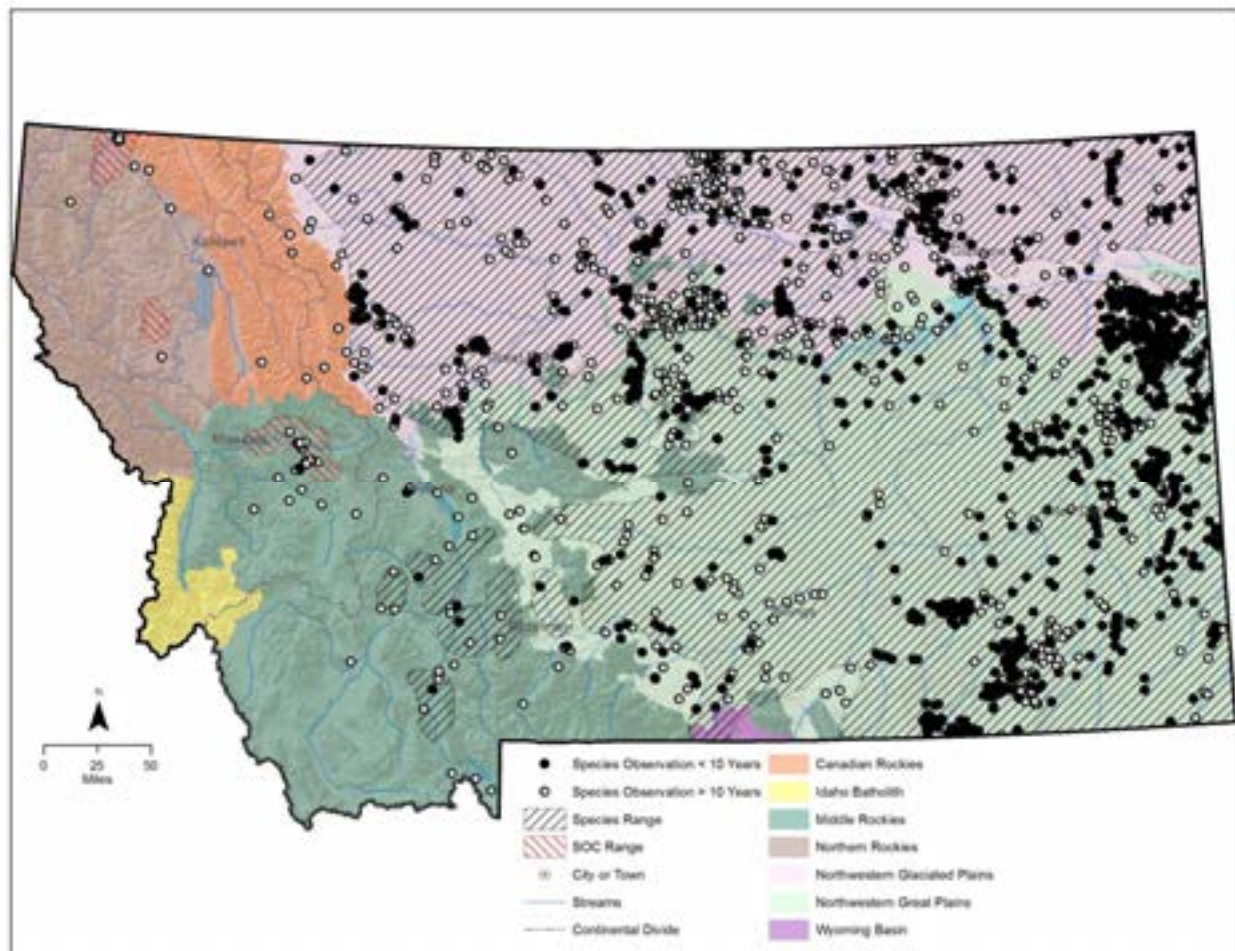 Kalispell
Missoula
N
0 25 50
Miles
Species Observation < 10 Years
Species Observation > 10 Years
Species Range
SOC Range
City or Town
Streams
Continental Divide
Canadian Rockies
Idaho Batholith
Middle Rockies
Northern Rockies
Northwestern Glaciated Plains
Northwestern Great Plains
Wyoming Basin